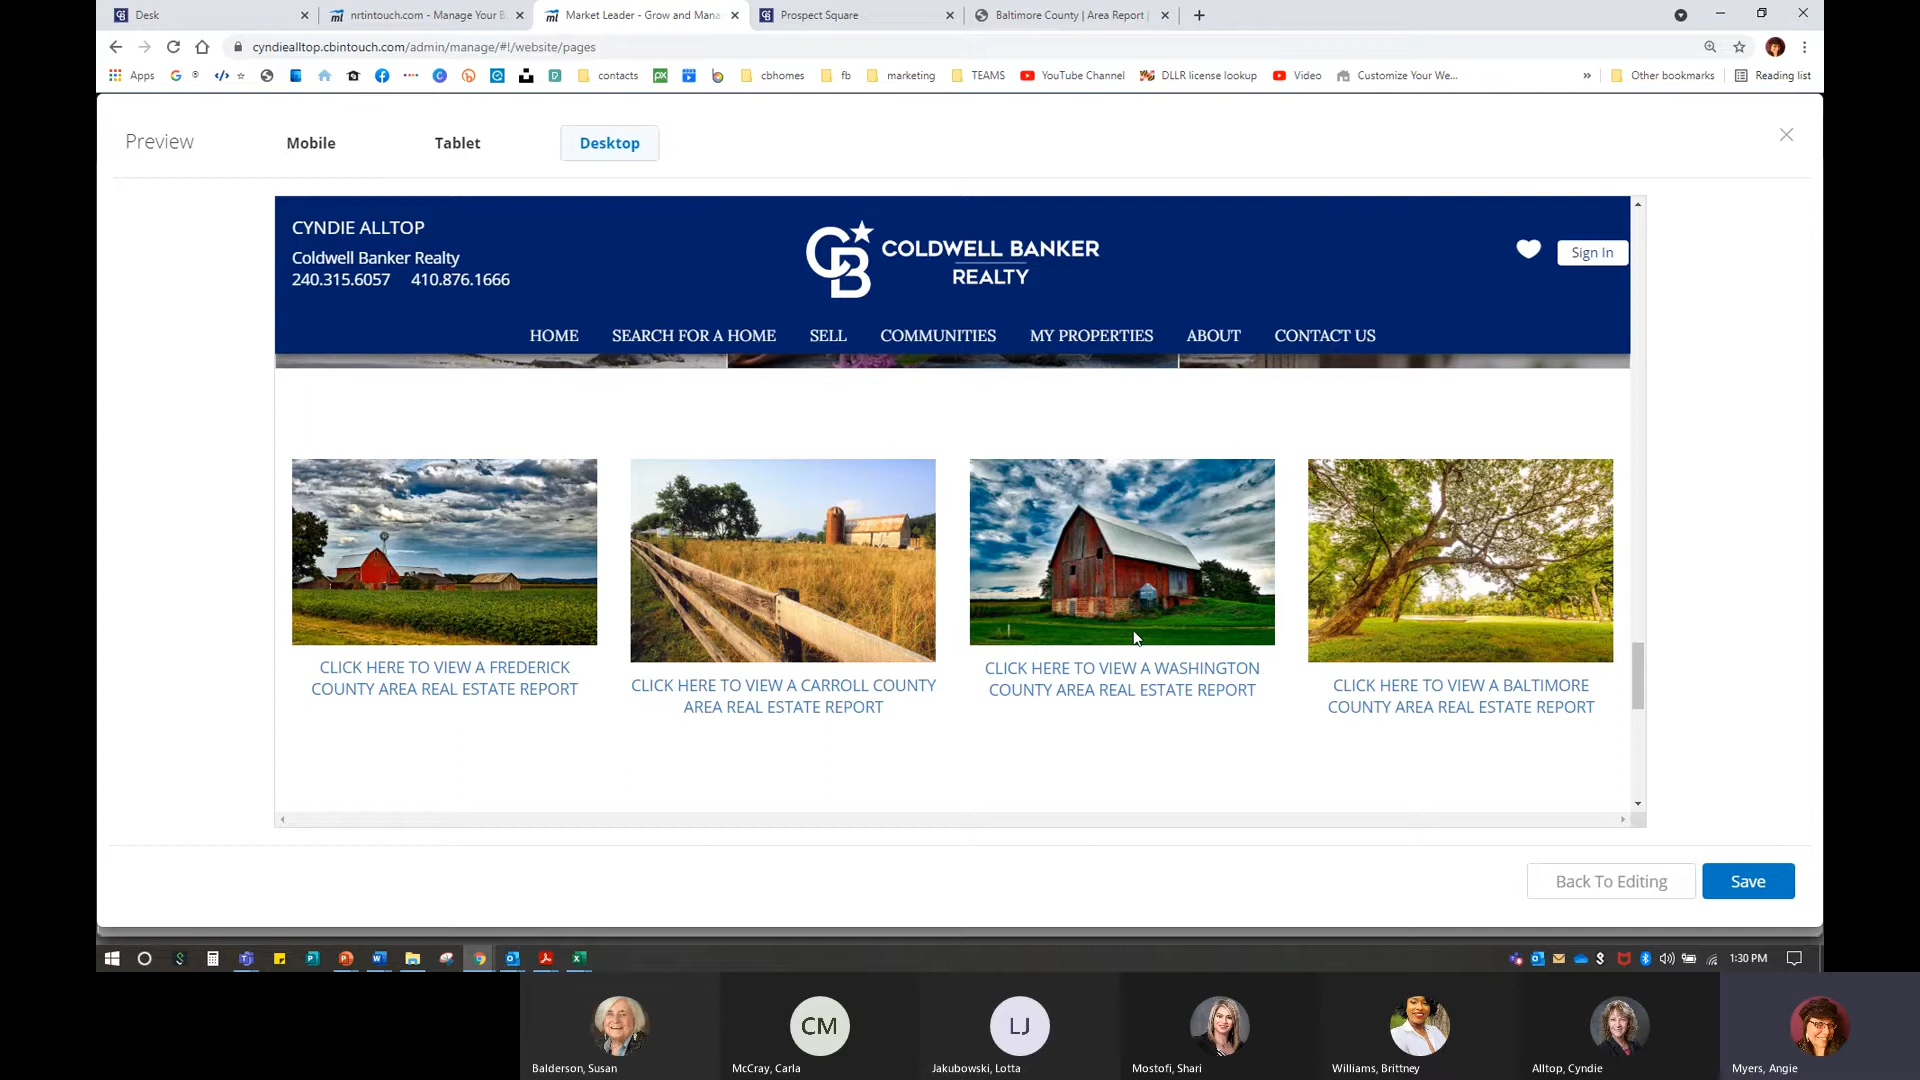 Desk
nrtintouch.com - Manage Your B
Market Leader - Grow and Mana
Prospect Square
Baltimore County | Area Report |
cyndiealltop.cbintouch.com/admin/manage/#!/website/pages
Apps
contacts
cbhomes
fb
marketing
TEAMS
YouTube Channel
DLLR license lookup
Video
Customize Your We...
»
Other bookmarks
Reading list
Preview
Mobile
Tablet
Desktop
CYNDIE ALLTOP
Coldwell Banker Realty
240.315.6057 410.876.1666
CB
COLDWELL BANKER
REALTY
Sign In
HOME SEARCH FOR A HOME SELL COMMUNITIES MY PROPERTIES ABOUT CONTACT US
CLICK HERE TO VIEW A FREDERICK
COUNTY AREA REAL ESTATE REPORT
CLICK HERE TO VIEW A CARROLL COUNTY
AREA REAL ESTATE REPORT
CLICK HERE TO VIEW A WASHINGTON
COUNTY AREA REAL ESTATE REPORT
CLICK HERE TO VIEW A BALTIMORE
COUNTY AREA REAL ESTATE REPORT
Back To Editing
Save
1:30 PM
CM
LJ
Balderson, Susan
McCray, Carla
Jakubowski, Lotta
Mostofi, Shari
Williams, Brittney
Alltop, Cyndie
Myers, Angie